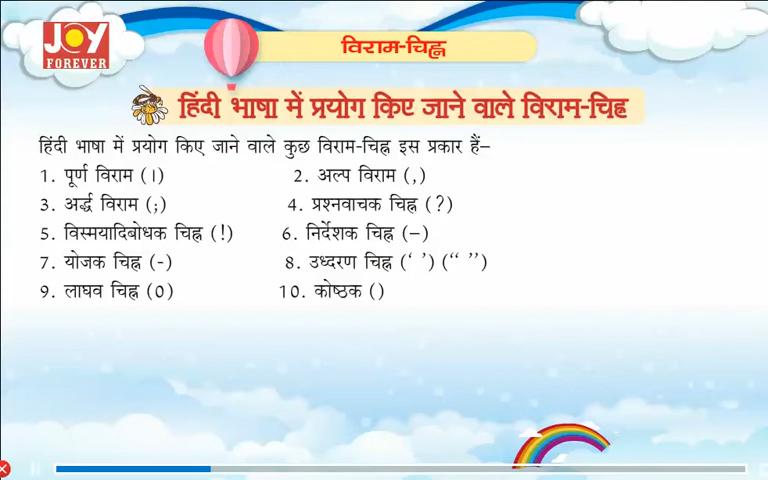 JOY
FOREVER
विराम-चिह्न
हिंदी भाषा में प्रयोग किए जाने वाले विराम-चिह्न
हिंदी भाषा में प्रयोग किए जाने वाले कुछ विराम-चिह्न इस प्रकार हैं–
1. पूर्ण विराम (।) 2. अल्प विराम (,)
3. अर्द्ध विराम (;) 4. प्रश्नवाचक चिह्न (?)
5. विस्मयादिबोधक चिह्न (!) 6. निर्देशक चिह्न (–)
7. योजक चिह्न (-) 8. उध्दरण चिह्न (‘ ’) (“ ”)
9. लाघव चिह्न (०) 10. कोष्ठक ()